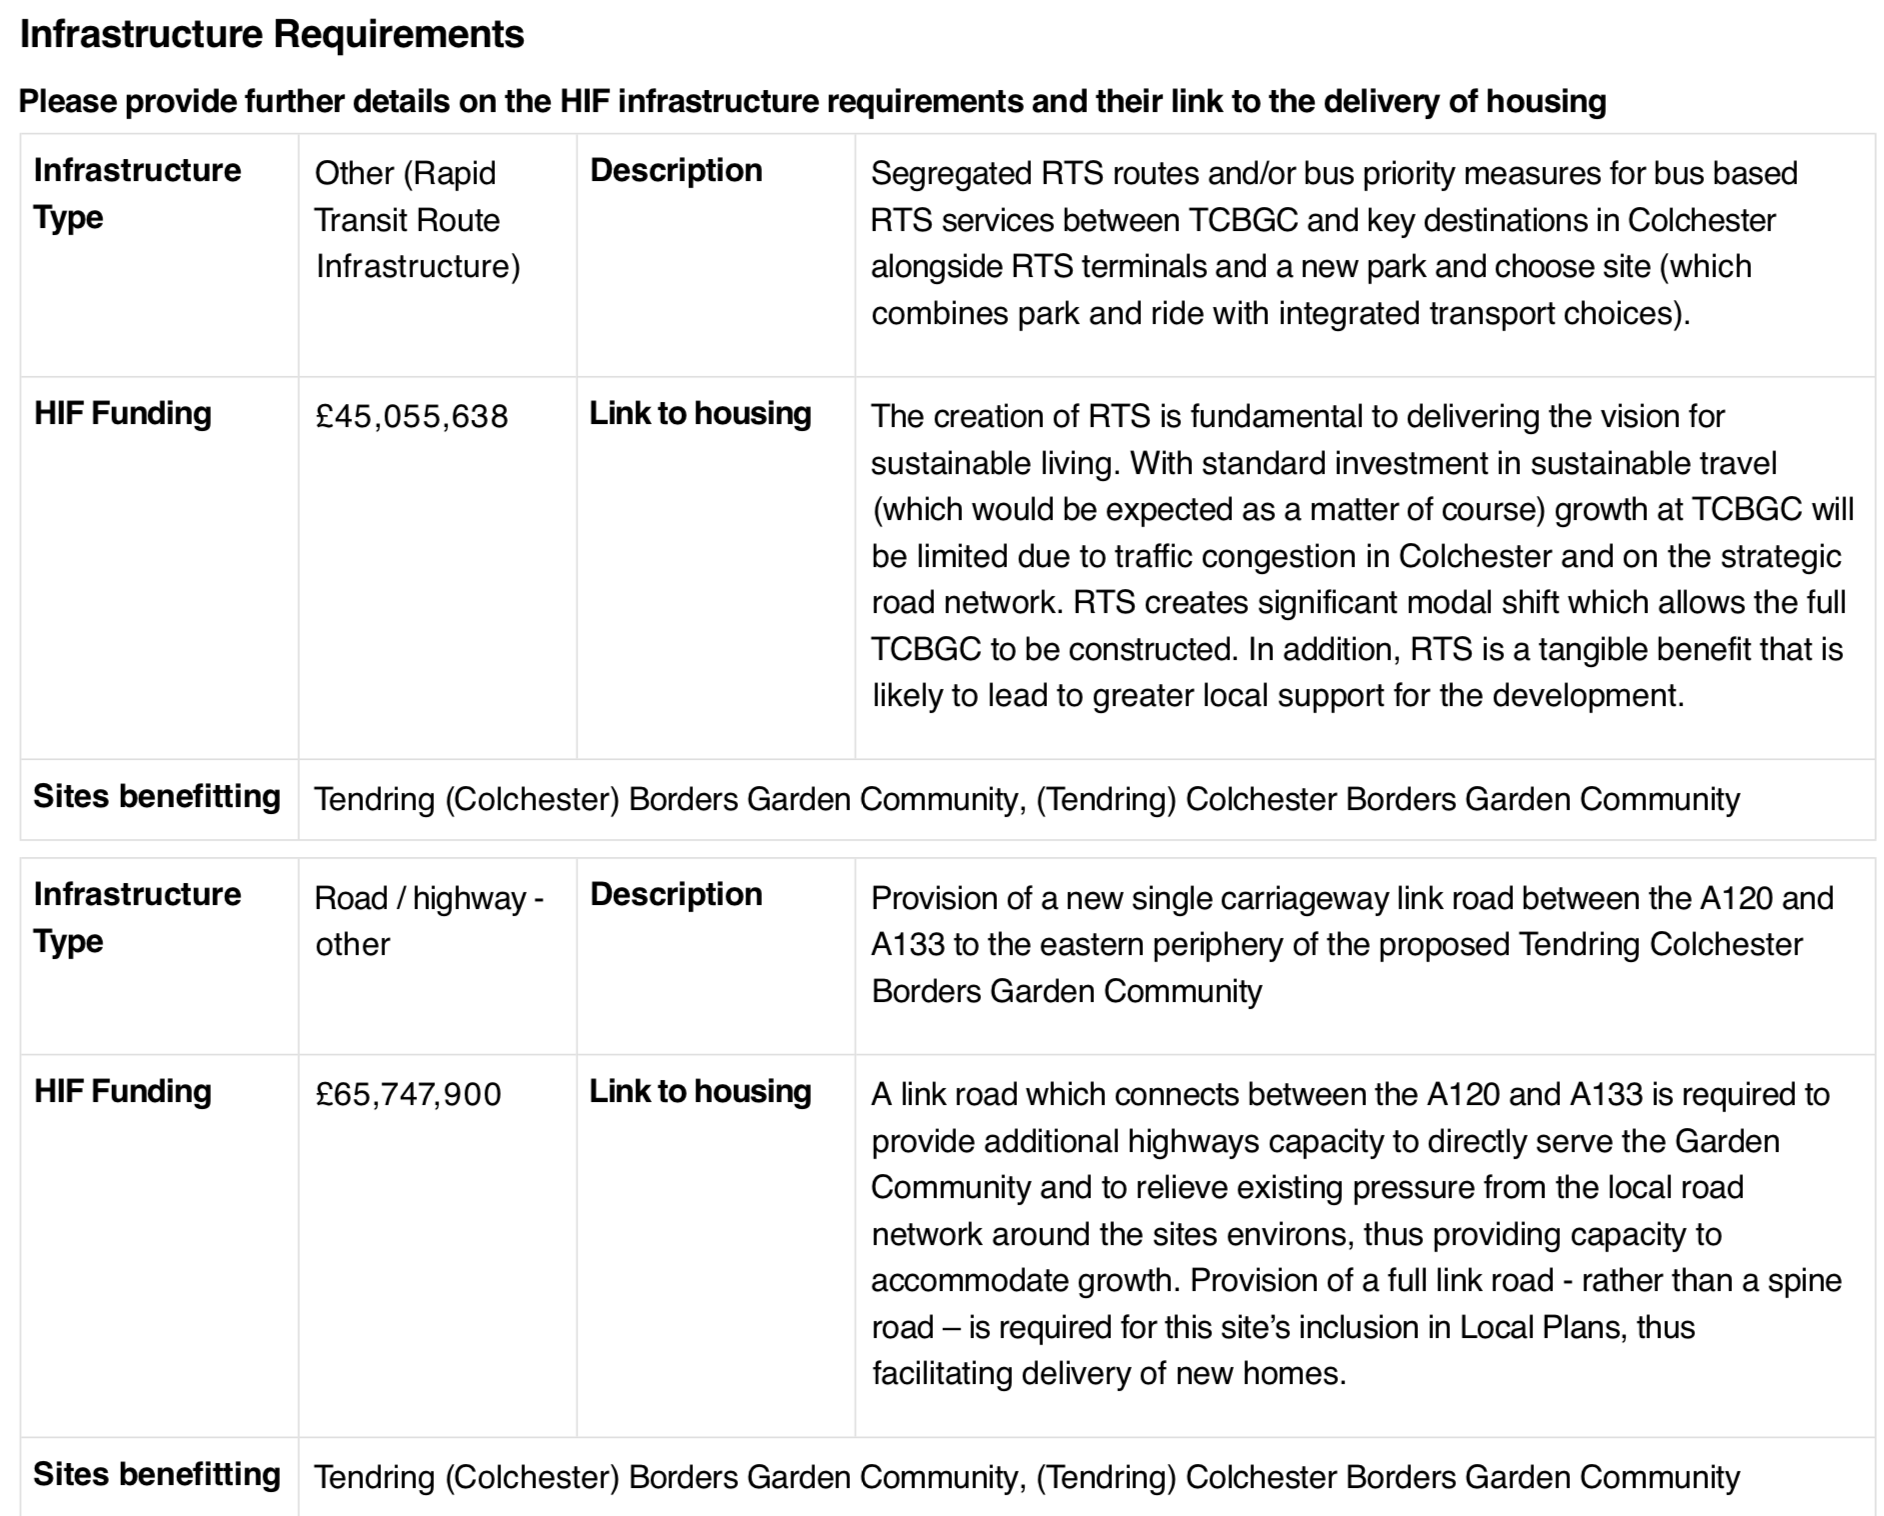 Infrastructure Requirements
Please provide further details on the HIF infrastructure requirements and their link to the delivery of housing
Infrastructure
Type
Other (Rapid
Transit Route
Infrastructure)
Description
Segregated RTS routes and/or bus priority measures for bus based
RTS services between TCBGC and key destinations in Colchester
alongside RTS terminals and a new park and choose site (which
combines park and ride with integrated transport choices).
HIF Funding
£45,055,638
Link to housing
The creation of RTS is fundamental to delivering the vision for
sustainable living. With standard investment in sustainable travel
(which would be expected as a matter of course) growth at TCBGC will
be limited due to traffic congestion in Colchester and on the strategic
road network. RTS creates significant modal shift which allows the full
TCBGC to be constructed. In addition, RTS is a tangible benefit that is
likely to lead to greater local support for the development.
Sites benefitting
Tendring (Colchester) Borders Garden Community, (Tendring) Colchester Borders Garden Community
Infrastructure
Type
Road / highway -
other
Description
Provision of a new single carriageway link road between the A120 and
A133 to the eastern periphery of the proposed Tendring Colchester
Borders Garden Community
HIF Funding
£65,747,900
Link to housing
A link road which connects between the A120 and A133 is required to
provide additional highways capacity to directly serve the Garden
Community and to relieve existing pressure from the local road
network around the sites environs, thus providing capacity to
accommodate growth. Provision of a full link road - rather than a spine
road – is required for this site’s inclusion in Local Plans, thus
facilitating delivery of new homes.
Sites benefitting
Tendring (Colchester) Borders Garden Community, (Tendring) Colchester Borders Garden Community